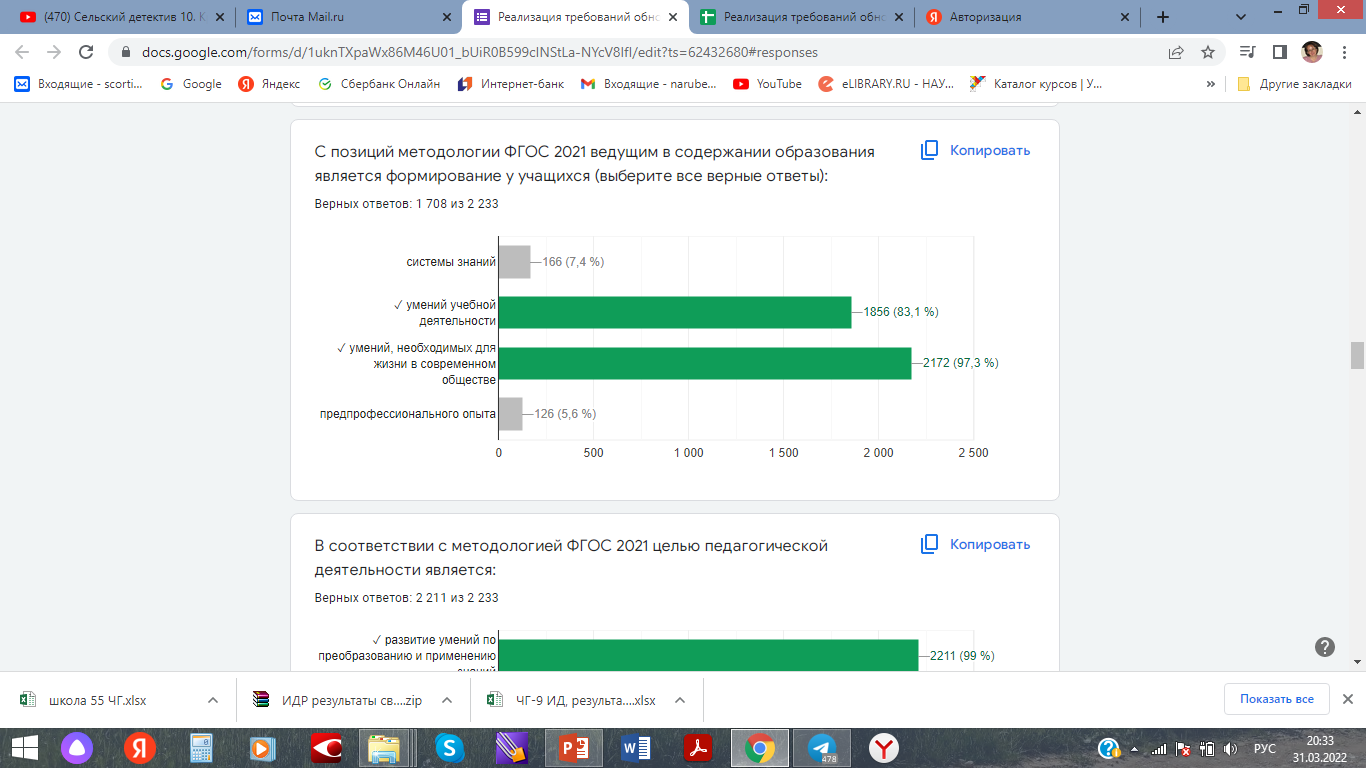 (470) Сельский детектив 10. К
Почта Mail.ru
Реализация требований обно
Реализация требований обно
Авторизация
docs.google.com/forms/d/1uknTXpaWx86M46U01_bUiR0B599cINStLa-NYcV8IfI/edit?ts=62432680#responses
Входящие - scorti...
Google
Яндекс
Сбербанк Онлайн
Интернет-банк
Входящие - narube...
YouTube
eLIBRARY.RU - НАУ...
Каталог курсов | У...
»
Другие закладки
С позиций методологии ФГОС 2021 ведущим в содержании образования
является формирование у учащихся (выберите все верные ответы):
Копировать
Верных ответов: 1 708 из 2 233
системы знаний
166 (7,4 %)
✓ умений учебной
деятельности
1856 (83,1 %)
✓ умений, необходимых для
жизни в современном
обществе
2172 (97,3 %)
предпрофессионального опыта
126 (5,6 %)
0 500 1 000 1 500 2 000 2 500
В соответствии с методологией ФГОС 2021 целью педагогической
деятельности является:
Копировать
Верных ответов: 2 211 из 2 233
✓ развитие умений по
преобразованию и применению
знаний
2211 (99 %)
школа 55 ЧГ.xlsx
ИДР результаты св....zip
ЧГ-9 ИД, результа....xlsx
Показать все
478
РУС
20:33
31.03.2022